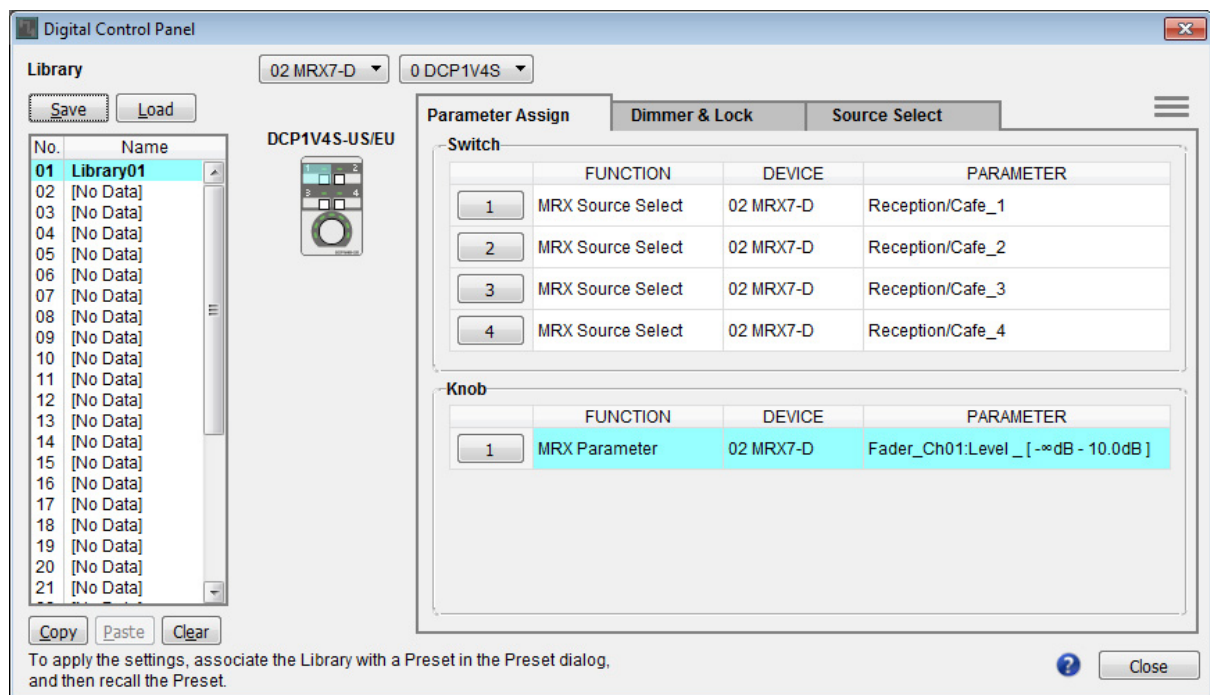 Digital Control Panel
Library
02 MRX7-D
0 DCP1V4S
Save
Load
No. Name
01 Library01
02 [No Data]
03 [No Data]
04 [No Data]
05 [No Data]
06 [No Data]
07 [No Data]
08 [No Data]
09 [No Data]
10 [No Data]
11 [No Data]
12 [No Data]
13 [No Data]
14 [No Data]
15 [No Data]
16 [No Data]
17 [No Data]
18 [No Data]
19 [No Data]
20 [No Data]
21 [No Data]
Copy
Paste
Clear
DCP1V4S-US/EU
1 2
3 4
Parameter Assign
Dimmer & Lock
Source Select
Switch
FUNCTION DEVICE PARAMETER
1 MRX Source Select 02 MRX7-D Reception/Cafe_1
2 MRX Source Select 02 MRX7-D Reception/Cafe_2
3 MRX Source Select 02 MRX7-D Reception/Cafe_3
4 MRX Source Select 02 MRX7-D Reception/Cafe_4
Knob
FUNCTION DEVICE PARAMETER
1 MRX Parameter 02 MRX7-D Fader_Ch01:Level _ [ -∞dB - 10.0dB ]
To apply the settings, associate the Library with a Preset in the Preset dialog,
and then recall the Preset.
?
Close